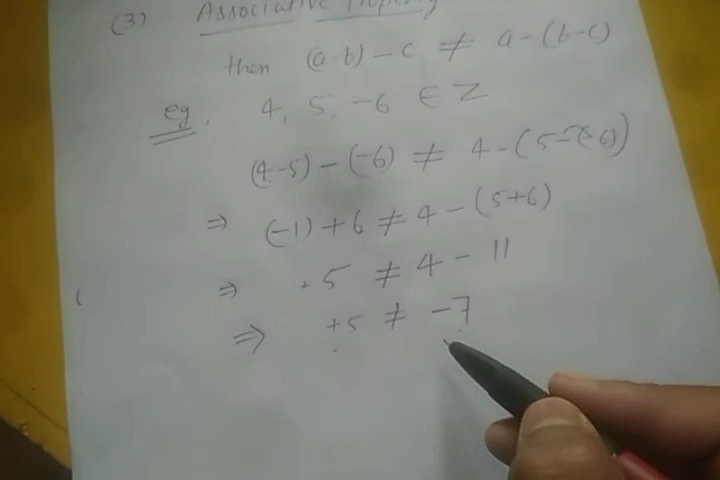 (3) Associative Property
then (a-b)-c ≠ a-(b-c)
eg. 4, 5, -6 ∈ Z
(4-5)-(-6) ≠ 4-(5-(-6))
⇒ (-1)+6 ≠ 4-(5+6)
⇒ +5 ≠ 4-11
⇒ +5 ≠ -7